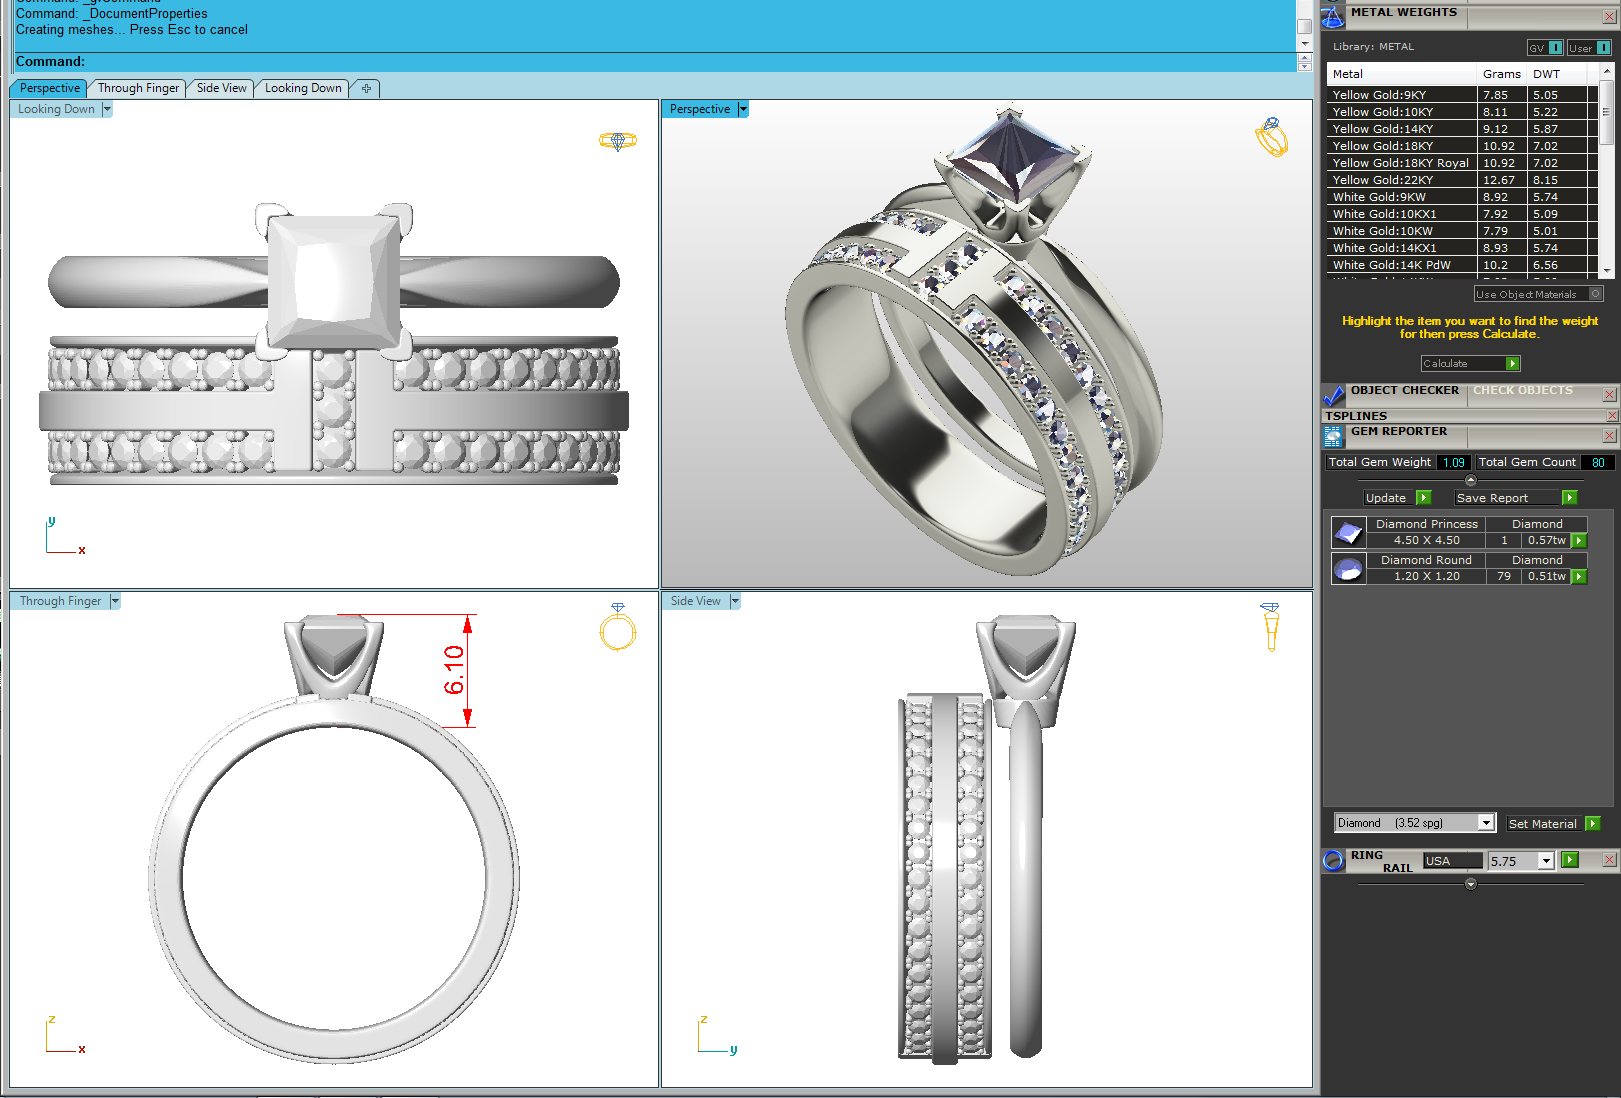 Command: _grCommand
Command: _DocumentProperties
Creating meshes... Press Esc to cancel
Command:
Perspective
Through Finger
Side View
Looking Down
Looking Down
Perspective
Through Finger
6.10
Side View
y
x
z
x
z
y
METAL WEIGHTS
Library: METAL
GV
User
Metal Grams DWT
Yellow Gold:9KY 7.85 5.05
Yellow Gold:10KY 8.11 5.22
Yellow Gold:14KY 9.12 5.87
Yellow Gold:18KY 10.92 7.02
Yellow Gold:18KY Royal 10.92 7.02
Yellow Gold:22KY 12.67 8.15
White Gold:9KW 8.92 5.74
White Gold:10KX1 7.92 5.09
White Gold:10KW 7.79 5.01
White Gold:14KX1 8.93 5.74
White Gold:14K PdW 10.2 6.56
Use Object Materials
Highlight the item you want to find the weight
for then press Calculate.
Calculate
OBJECT CHECKER CHECK OBJECTS
TSPLINES
GEM REPORTER
Total Gem Weight 1.09 Total Gem Count 80
Update Save Report
Diamond Princess Diamond
4.50 X 4.50 1 0.57tw
Diamond Round Diamond
1.20 X 1.20 79 0.51tw
Diamond (3.52 spg) Set Material
RING RAIL USA 5.75